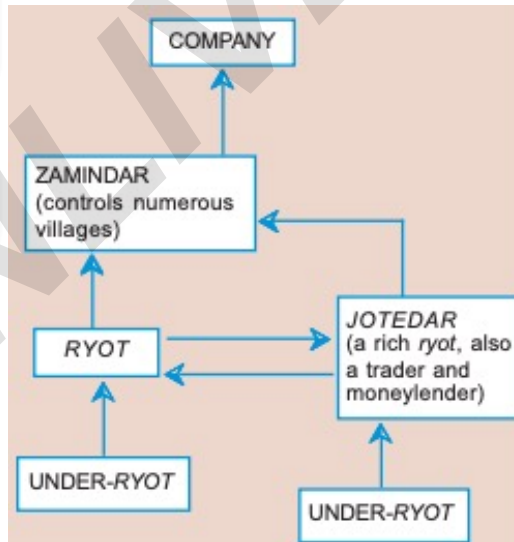 COMPANY
ZAMINDAR
(controls numerous
villages)
RYOT
JOTEDAR
(a rich ryot, also
a trader and
moneylender)
UNDER-RYOT
UNDER-RYOT